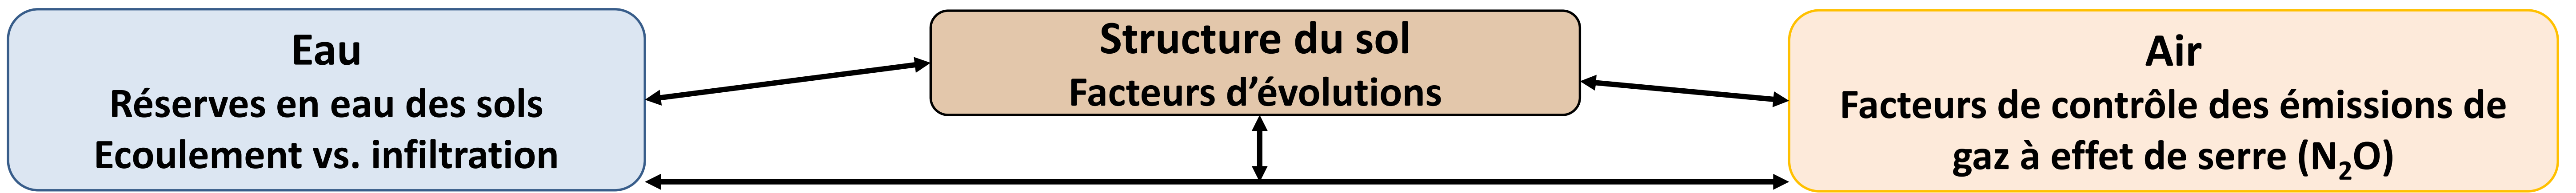 Eau
Réserves en eau des sols
Ecoulement vs. infiltration
Structure du sol
Facteurs d’évolutions
Air
Facteurs de contrôle des émissions de
gaz à effet de serre (N₂O)